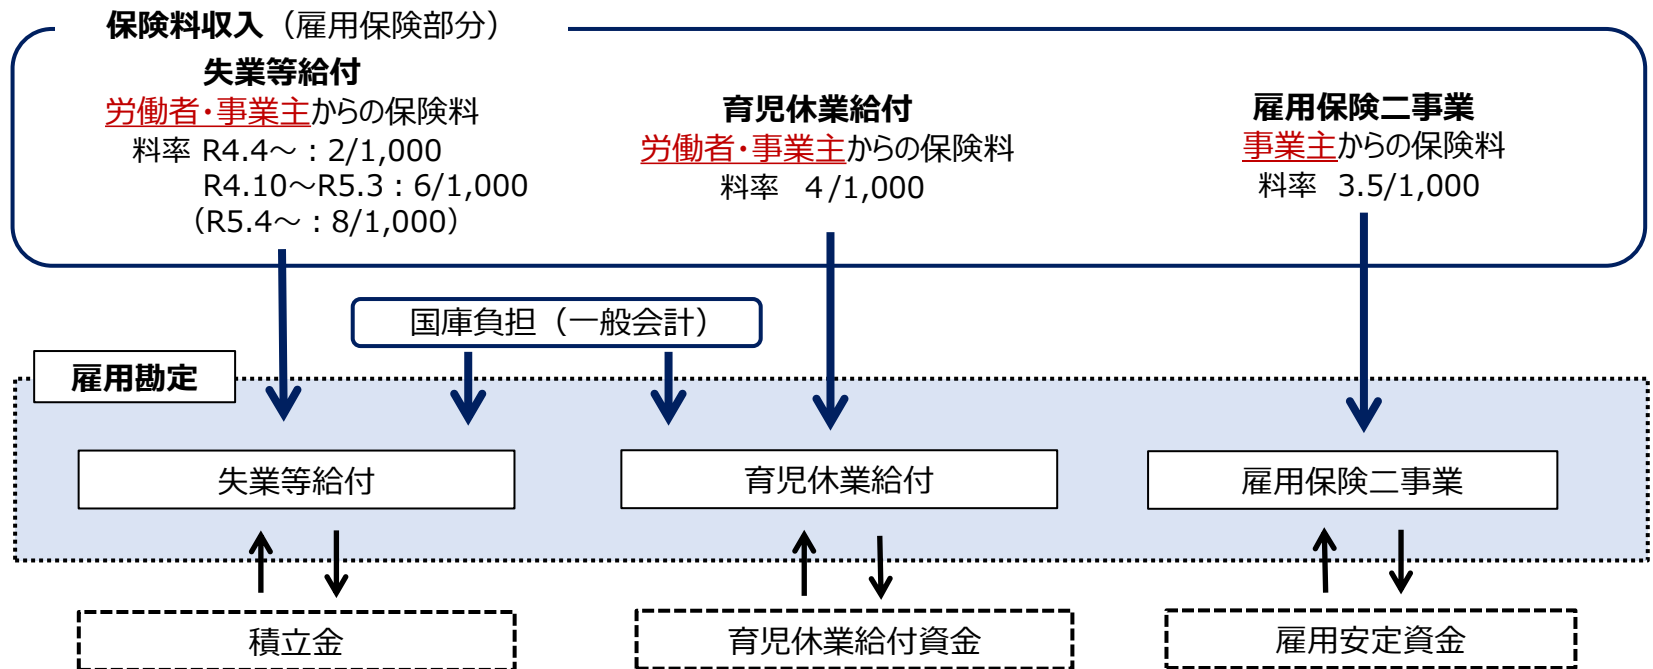 保険料収入（雇用保険部分）
失業等給付
労働者・事業主からの保険料
料率 R4.4～：2/1,000
R4.10～R5.3：6/1,000
（R5.4～：8/1,000）
育児休業給付
労働者・事業主からの保険料
料率 ４/1,000
雇用保険二事業
事業主からの保険料
料率 3.5/1,000
国庫負担（一般会計）
雇用勘定
失業等給付
育児休業給付
雇用保険二事業
積立金
育児休業給付資金
雇用安定資金